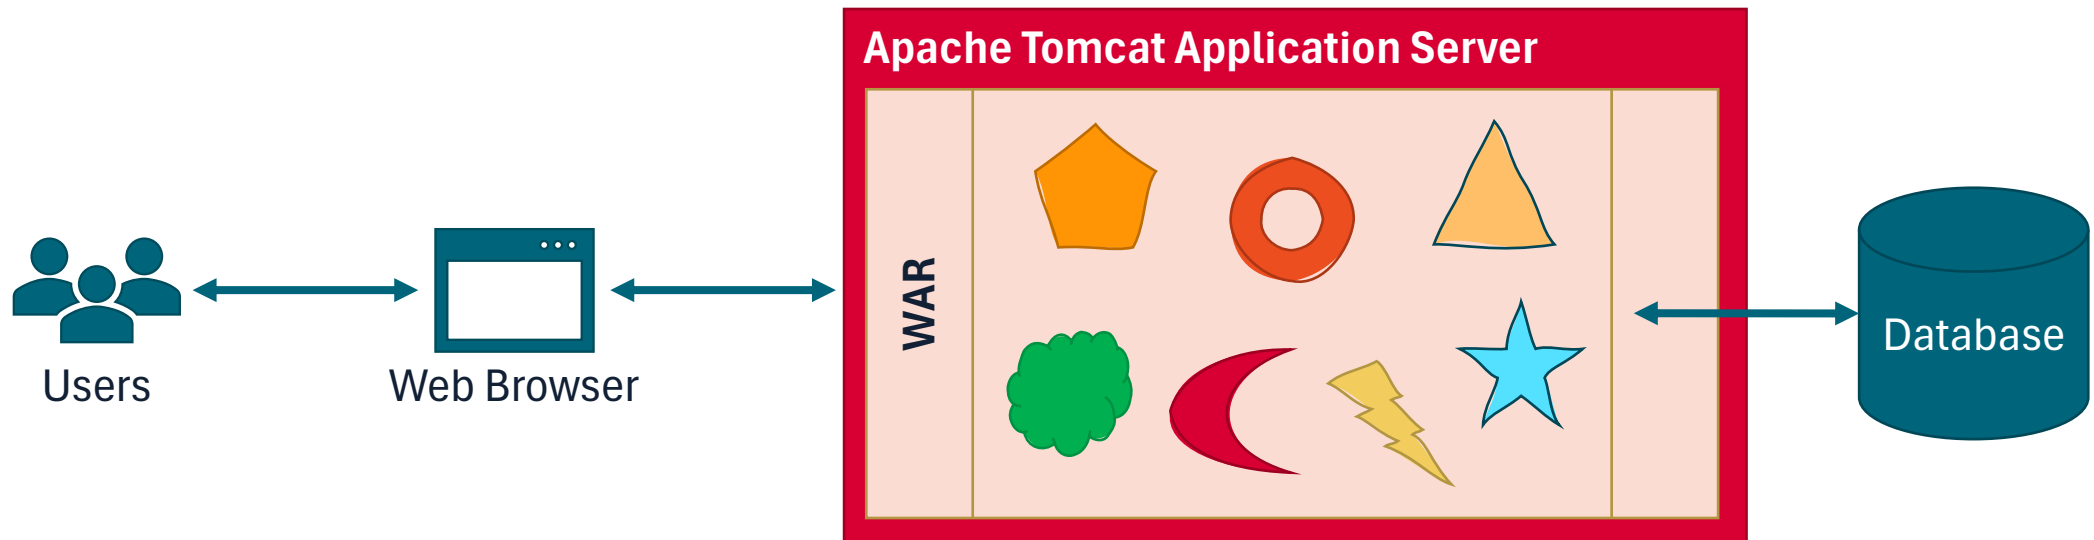 Apache Tomcat Application Server
WAR
Users
Web Browser
Database